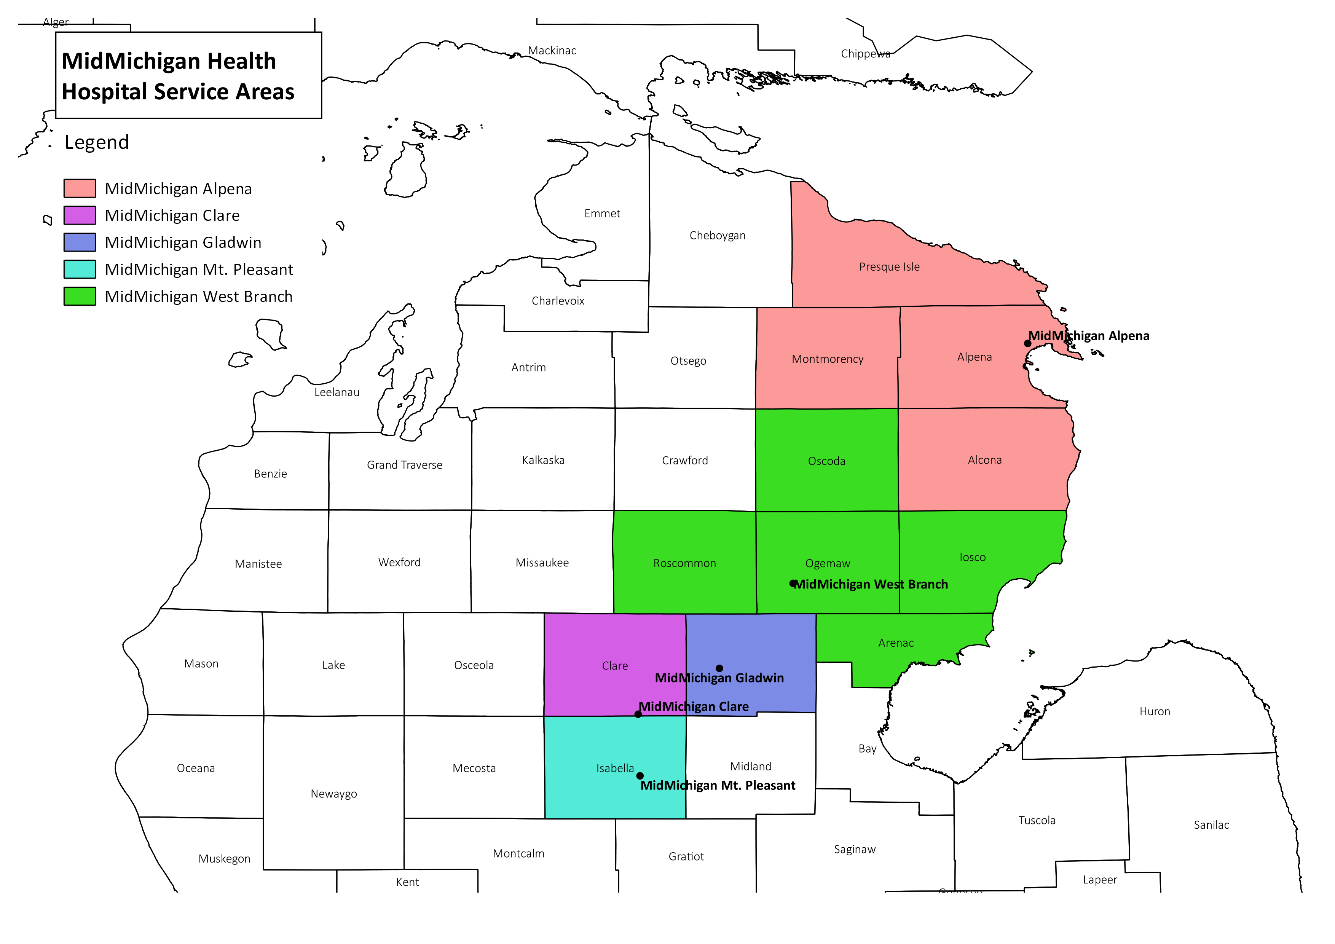 Alger
Mackinac
Chippewa
MidMichigan Health
Hospital Service Areas
Legend
MidMichigan Alpena
MidMichigan Clare
MidMichigan Gladwin
MidMichigan Mt. Pleasant
MidMichigan West Branch
Emmet
Cheboygan
Presque Isle
Charlevoix
MidMichigan Alpena
Antrim
Otsego
Montmorency
Alpena
Leelanau
Benzie
Grand Traverse
Kalkaska
Crawford
Oscoda
Alcona
Manistee
Wexford
Missaukee
Roscommon
Ogemaw
Iosco
MidMichigan West Branch
Mason
Lake
Osceola
Clare
Arenac
MidMichigan Gladwin
MidMichigan Clare
Huron
Oceana
Mecosta
Isabella
Midland
Bay
MidMichigan Mt. Pleasant
Newaygo
Tuscola
Sanilac
Muskegon
Montcalm
Gratiot
Saginaw
Kent
Lapeer